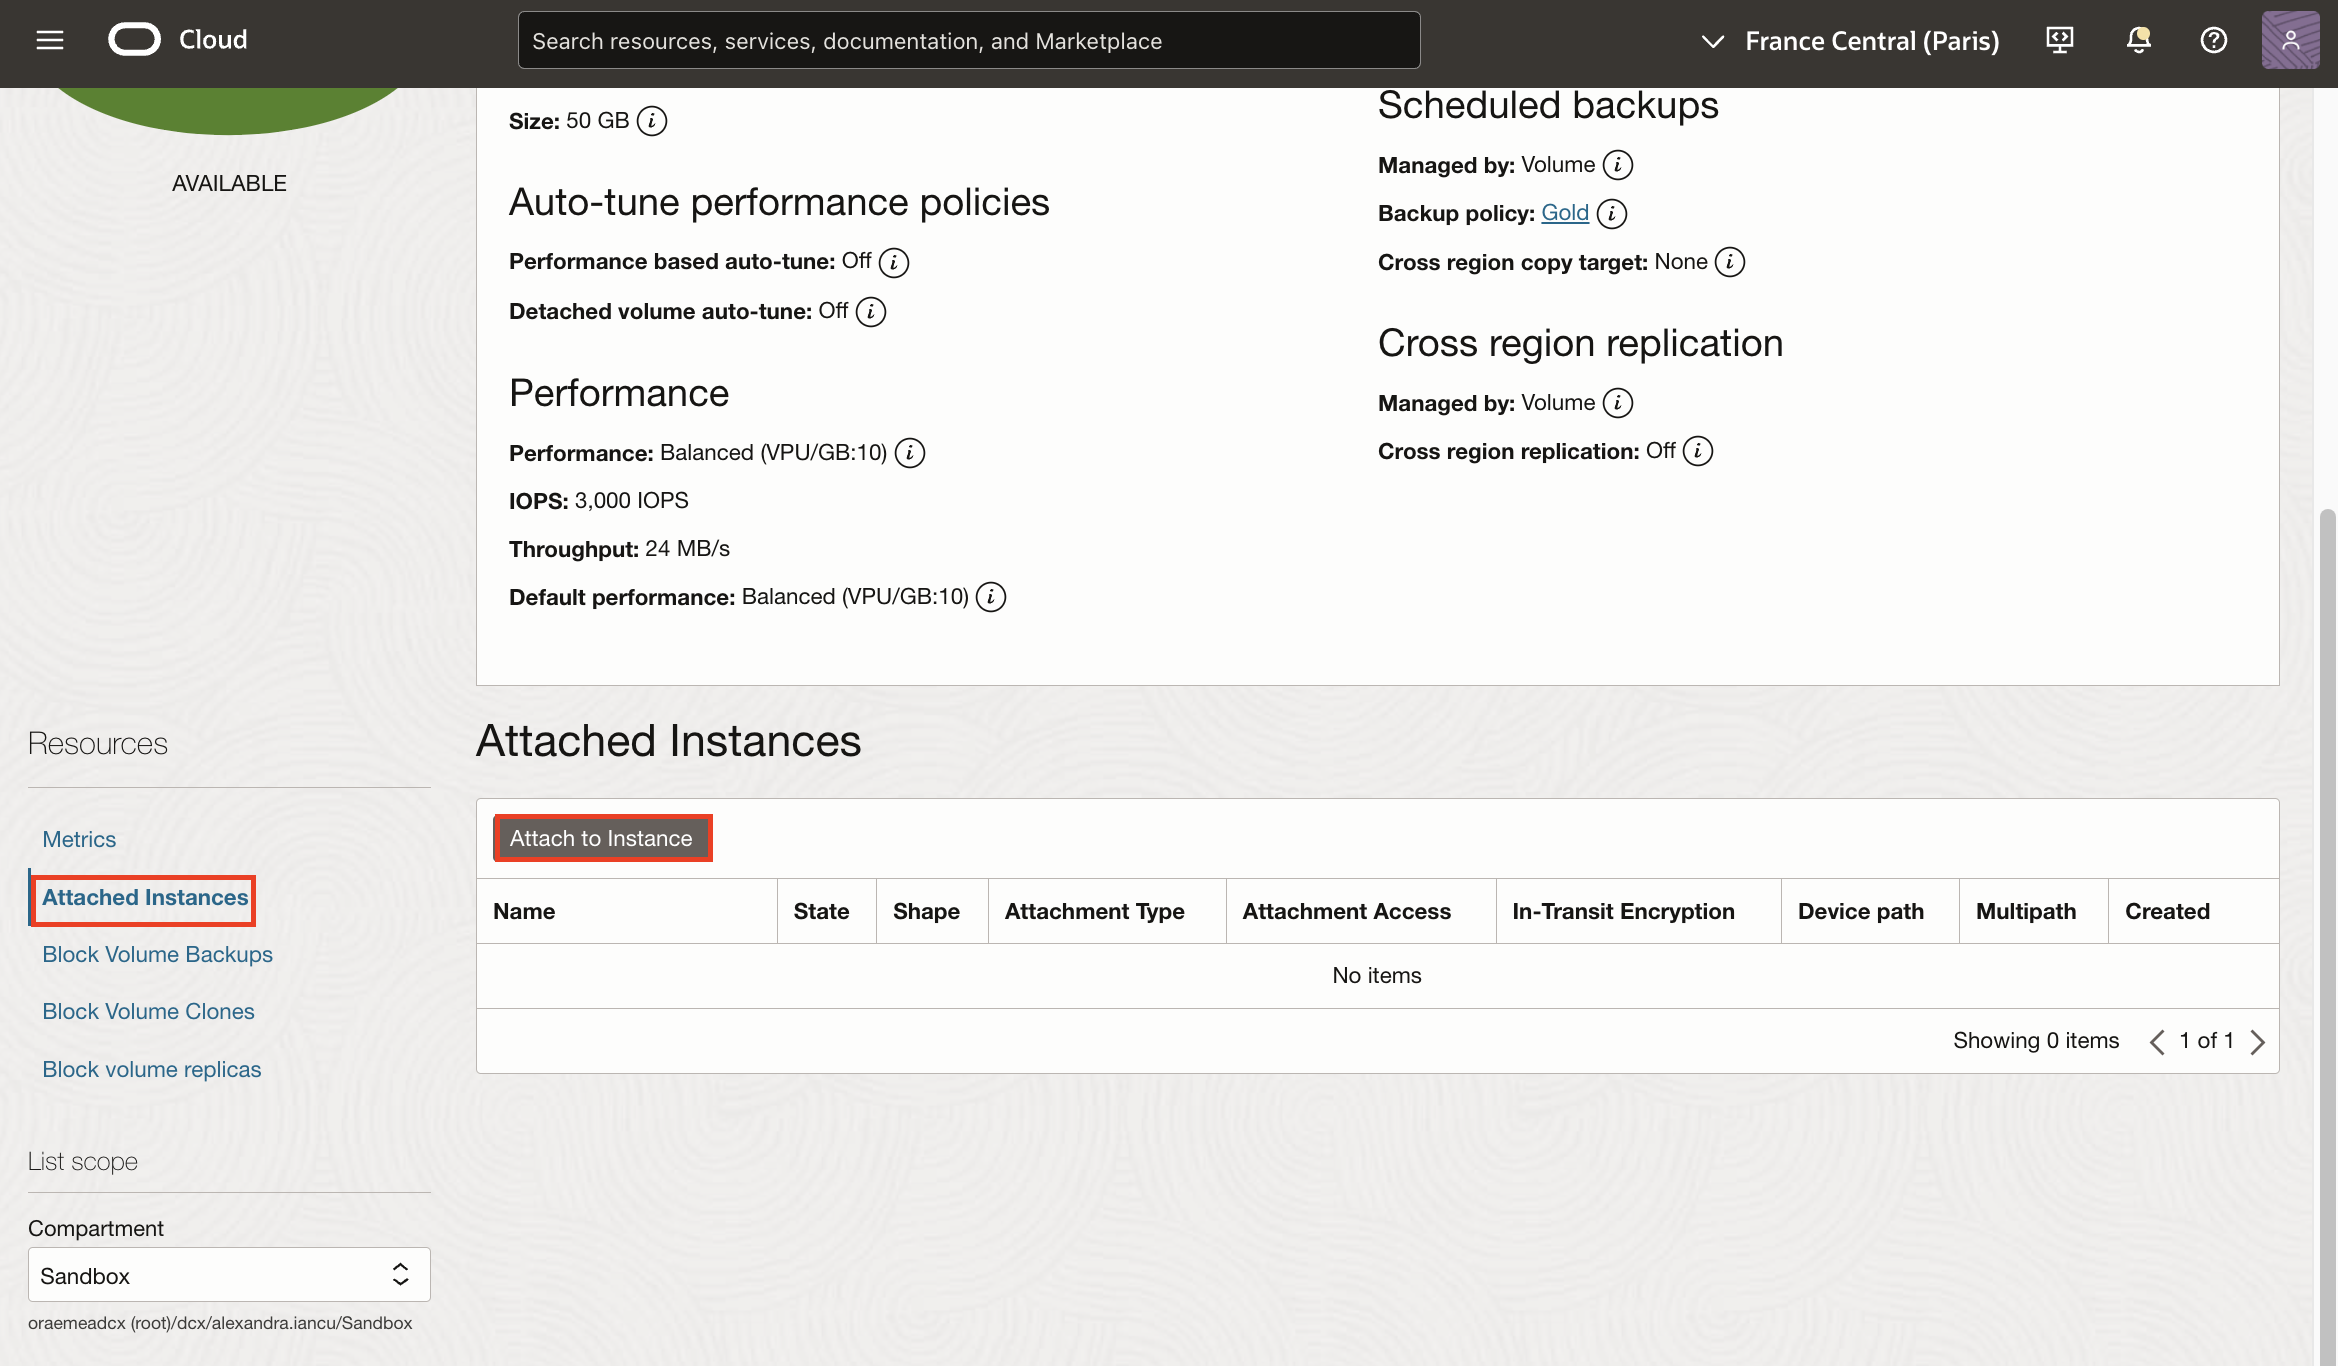 Cloud
Search resources, services, documentation, and Marketplace
France Central (Paris)
AVAILABLE
Size: 50 GB
Auto-tune performance policies
Performance based auto-tune: Off
Detached volume auto-tune: Off
Performance
Performance: Balanced (VPU/GB:10)
IOPS: 3,000 IOPS
Throughput: 24 MB/s
Default performance: Balanced (VPU/GB:10)
Scheduled backups
Managed by: Volume
Backup policy: Gold
Cross region copy target: None
Cross region replication
Managed by: Volume
Cross region replication: Off
Resources
Metrics
Attached Instances
Block Volume Backups
Block Volume Clones
Block volume replicas
List scope
Compartment
Sandbox
oraemeadcx (root)/dcx/alexandra.iancu/Sandbox
Attached Instances
Attach to Instance
Name State Shape Attachment Type Attachment Access In-Transit Encryption Device path Multipath Created
No items
Showing 0 items 1 of 1